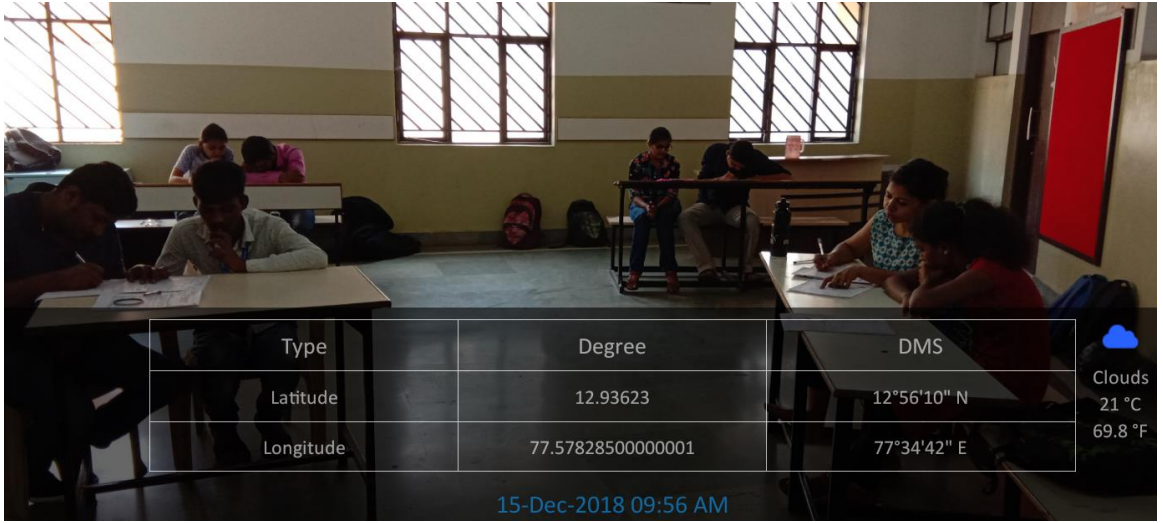 Type Degree DMS
Latitude 12.93623 12°56'10" N
Longitude 77.57828500000001 77°34'42" E
Clouds
21 °C
69.8 °F
15-Dec-2018 09:56 AM